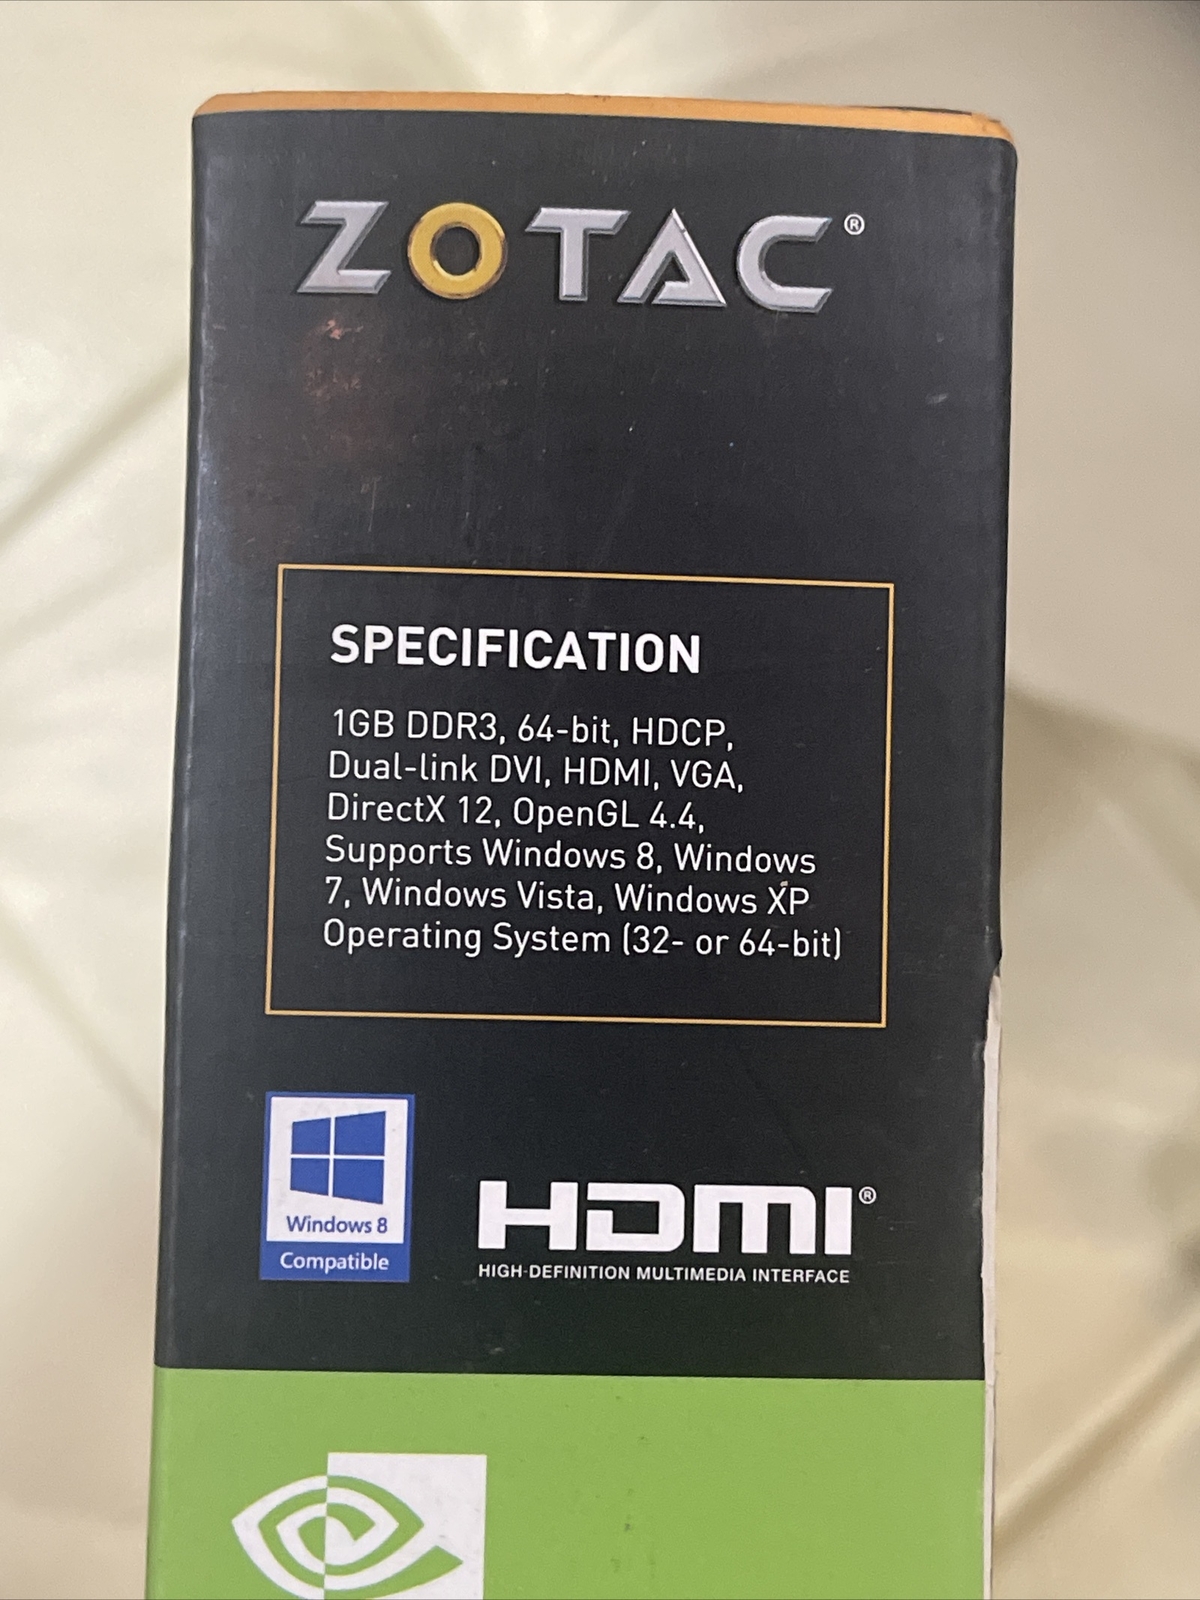 ZOTAC®
SPECIFICATION
1GB DDR3, 64-bit, HDCP,
Dual-link DVI, HDMI, VGA,
DirectX 12, OpenGL 4.4,
Supports Windows 8, Windows
7, Windows Vista, Windows XP
Operating System (32- or 64-bit)
Windows 8
Compatible
HDMI®
HIGH-DEFINITION MULTIMEDIA INTERFACE